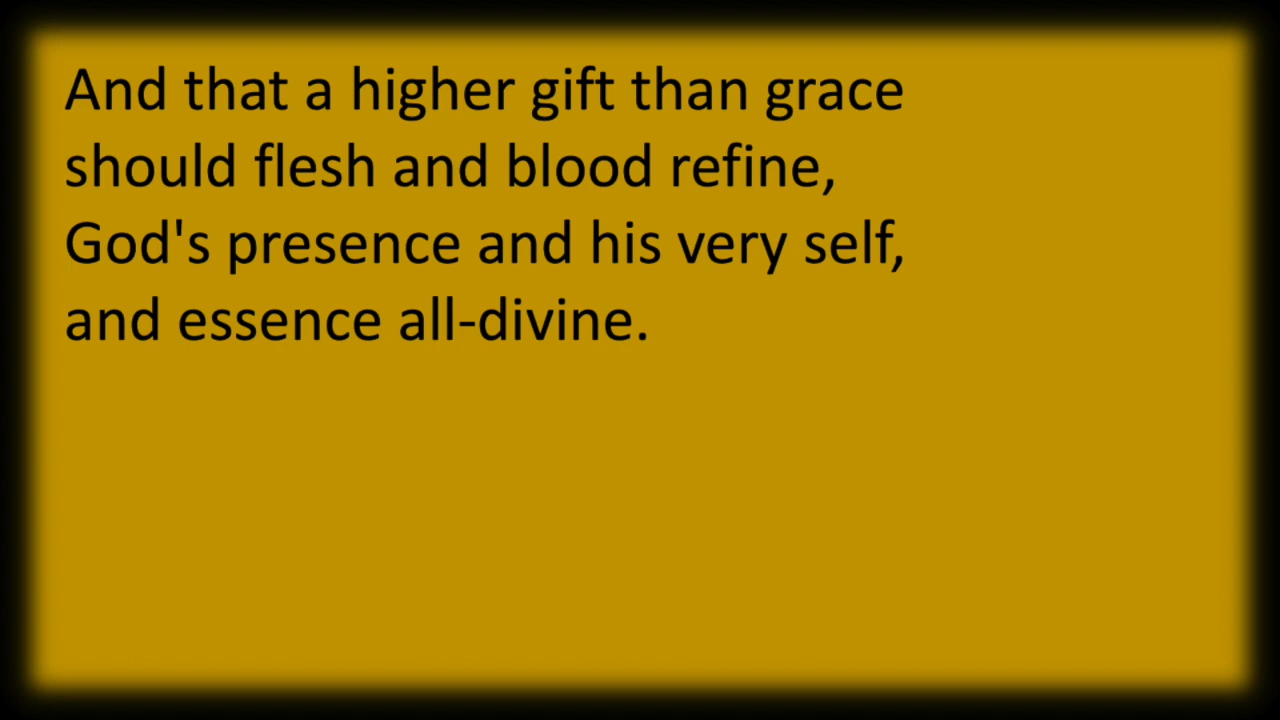 And that a higher gift than grace
should flesh and blood refine,
God's presence and his very self,
and essence all-divine.